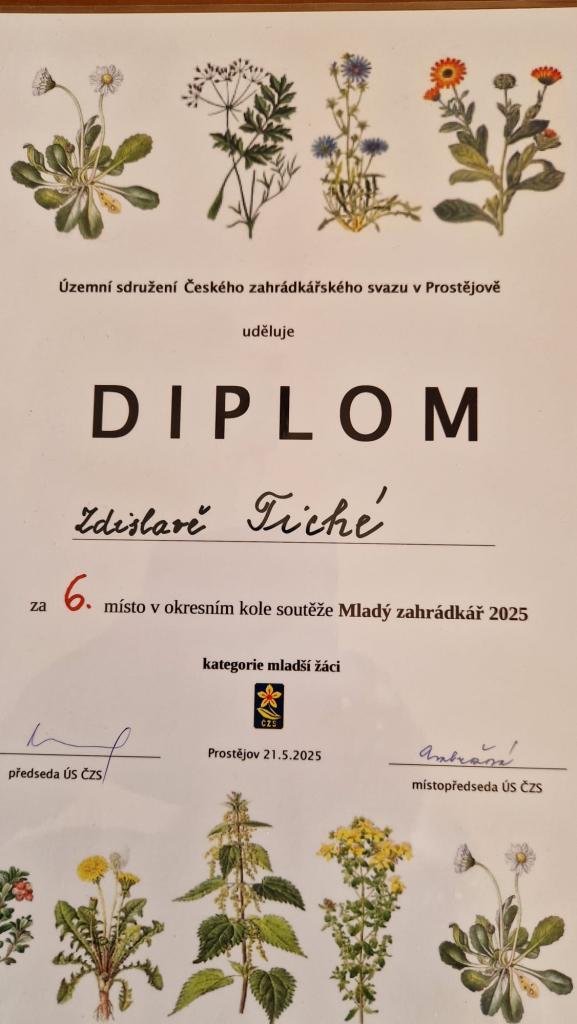 Územní sdružení Českého zahrádkářského svazu v Prostějově
uděluje
DIPLOM
Zdislavě Tiché
za 6. místo v okresním kole soutěže Mladý zahrádkář 2025
kategorie mladší žáci
ČZS
Prostějov 21.5.2025
předseda ÚS ČZS
místopředseda ÚS ČZS